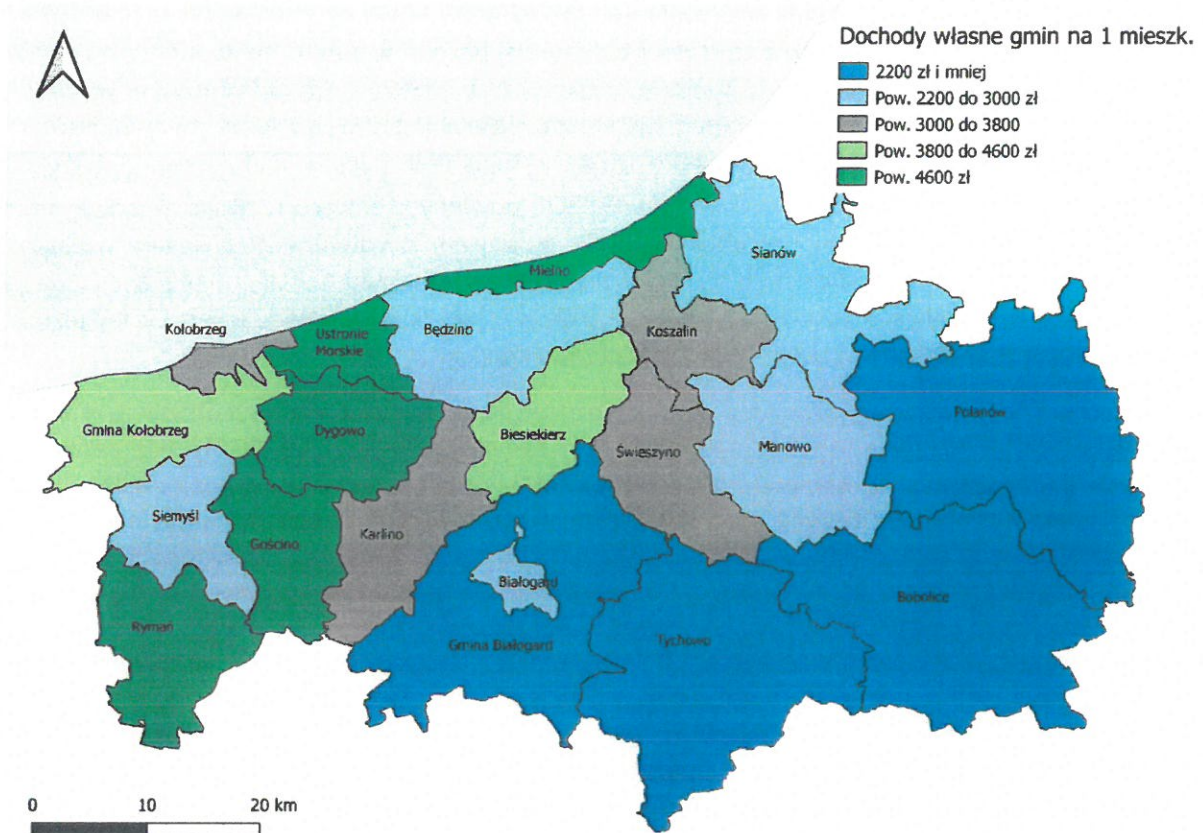 Dochody własne gmin na 1 mieszk.
2200 zł i mniej
Pow. 2200 do 3000 zł
Pow. 3000 do 3800
Pow. 3800 do 4600 zł
Pow. 4600 zł
Sianów
Mielno
Kołobrzeg
Ustronie
Morskie
Będzino
Koszalin
Polanów
Gmina Kołobrzeg
Dygowo
Biesiekierz
Świeszyno
Manowo
Siemyśl
Gościno
Karlino
Białogard
Bobolice
Rymań
Gmina Białogard
Tychowo
0 10 20 km